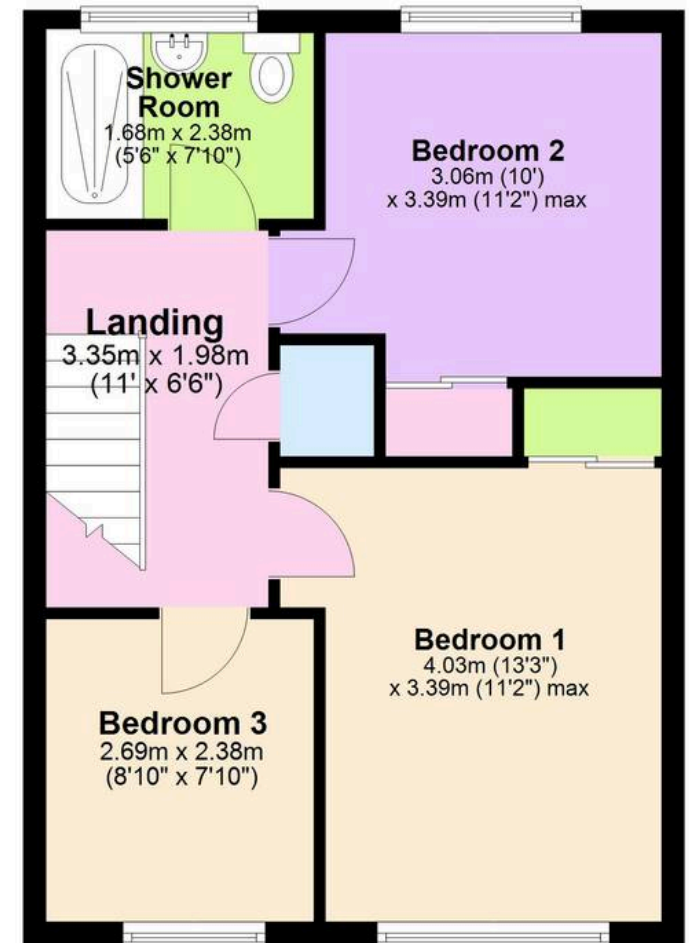 Shower
Room
1.68m x 2.38m
(5'6" x 7'10")
Bedroom 2
3.06m (10')
x 3.39m (11'2") max
Landing
3.35m x 1.98m
(11' x 6'6")
Bedroom 1
4.03m (13'3")
x 3.39m (11'2") max
Bedroom 3
2.69m x 2.38m
(8'10" x 7'10")